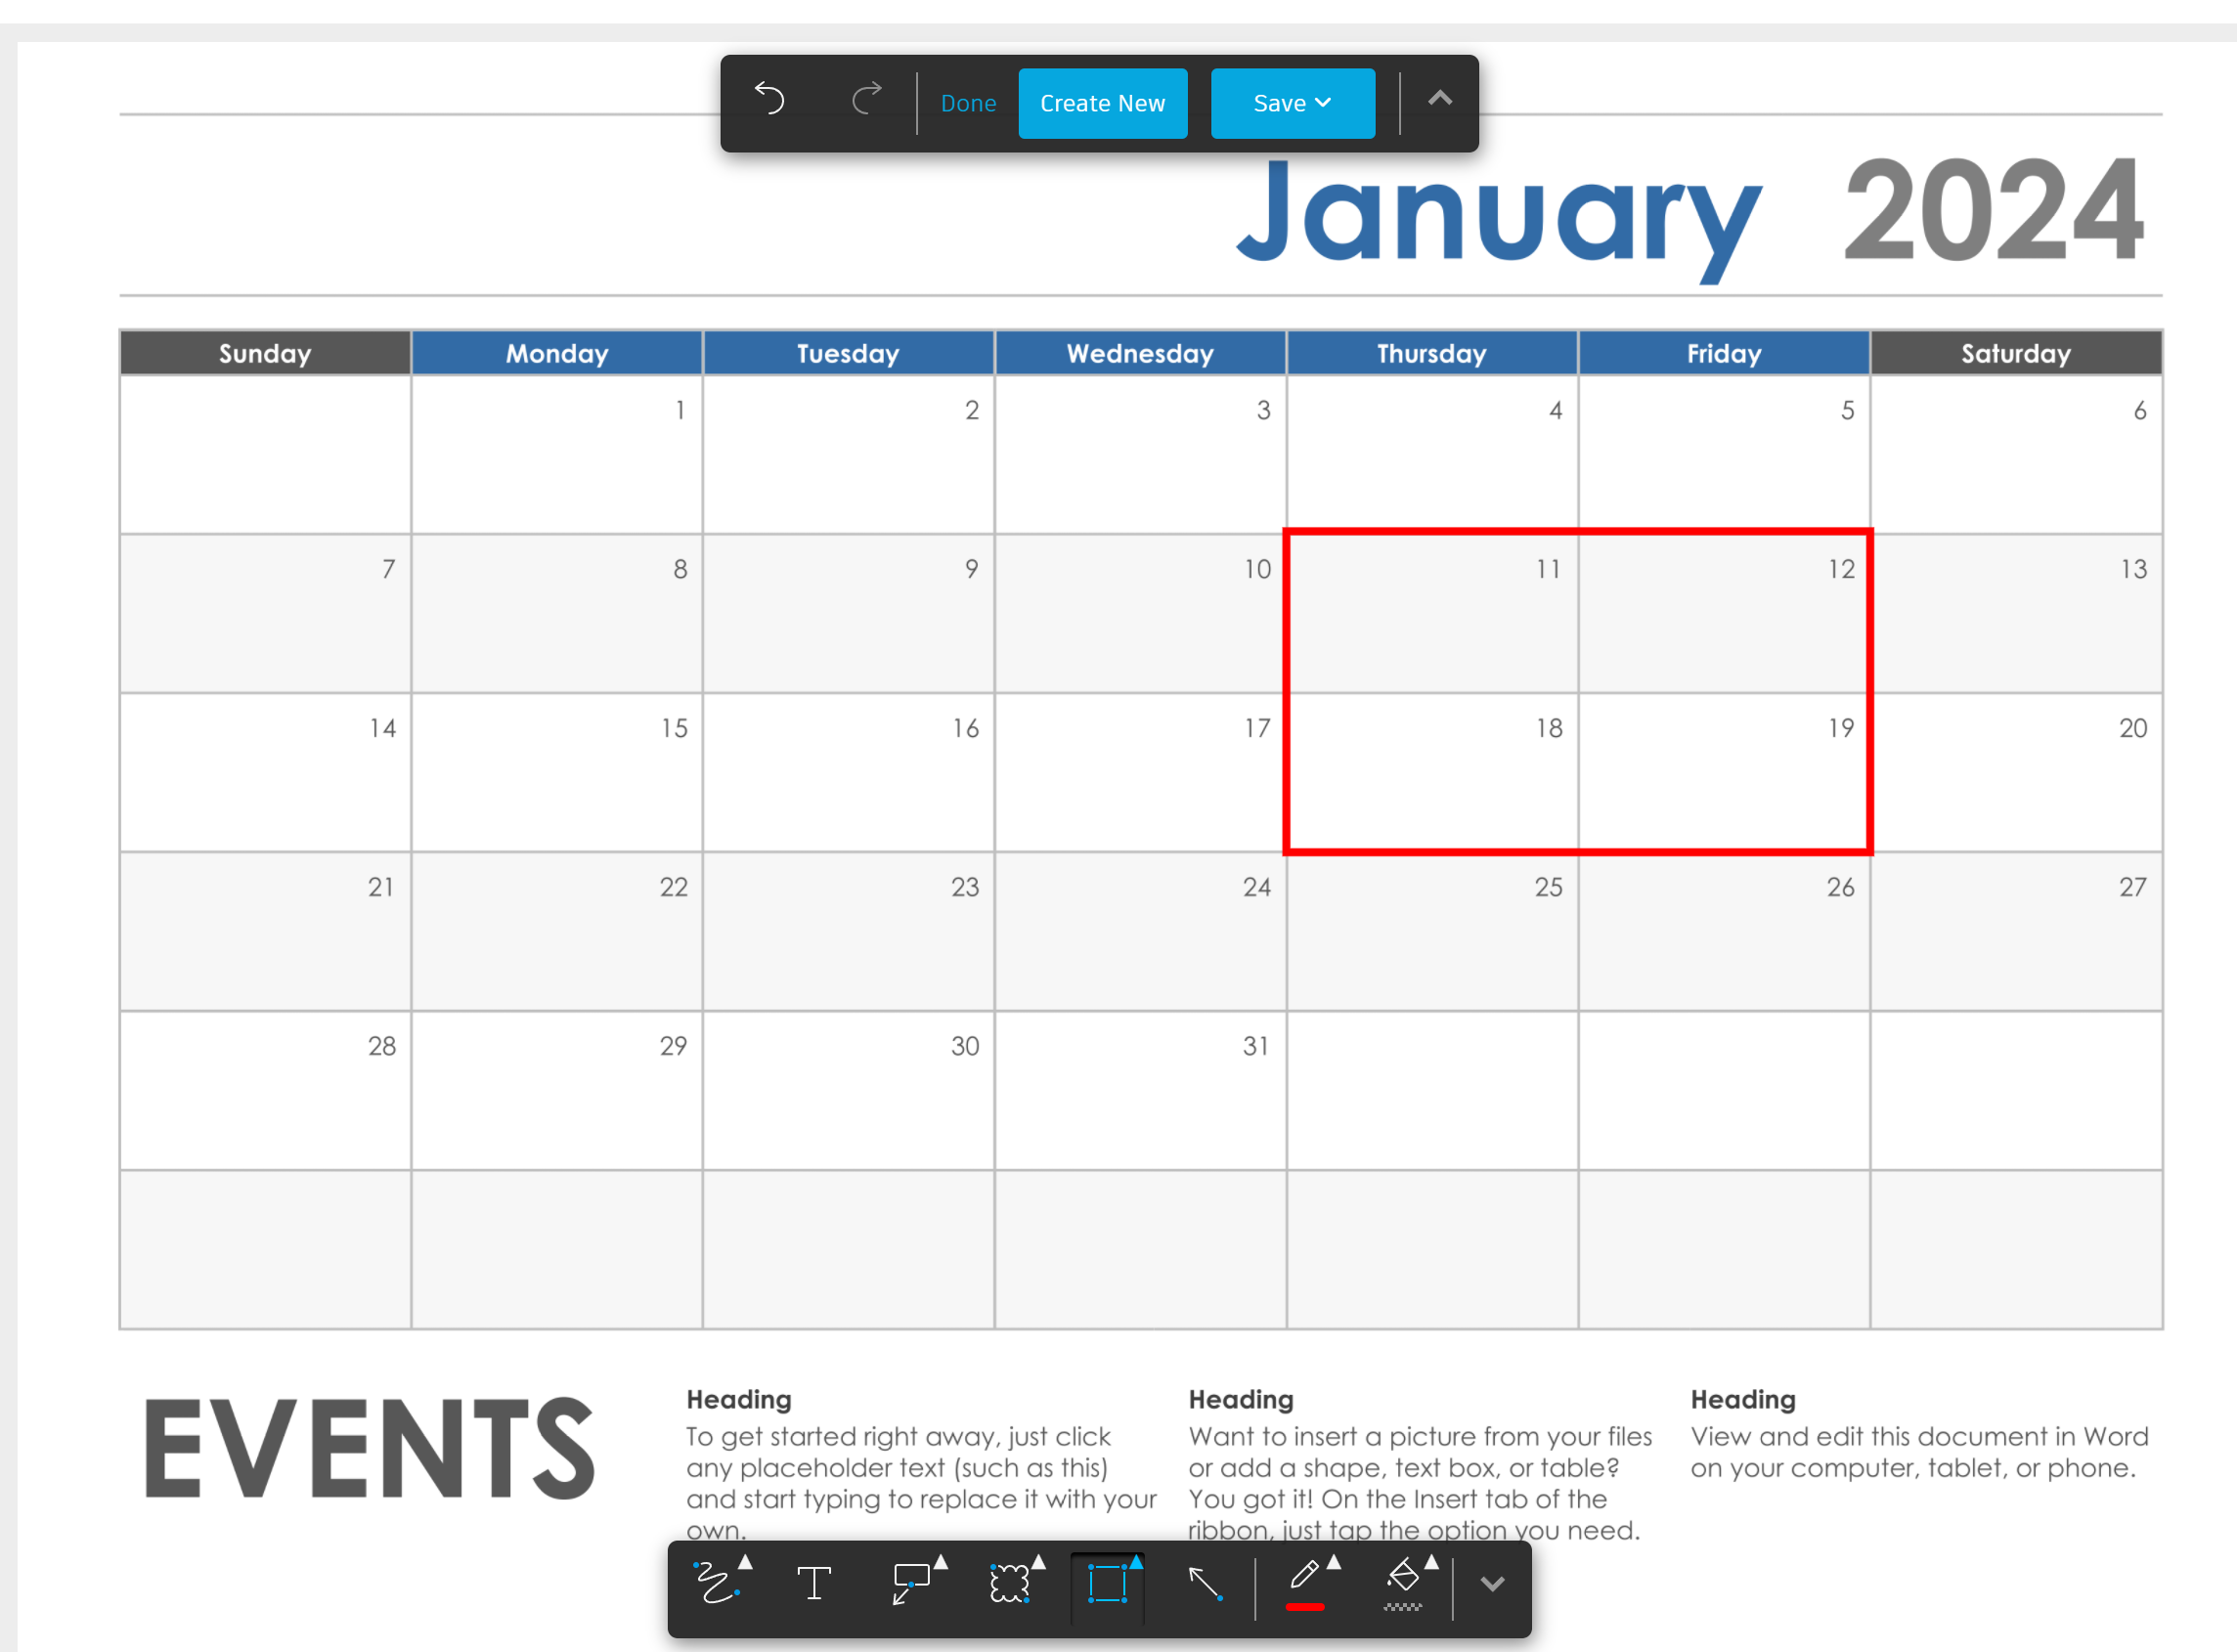 Done Create New Save
January 2024
Sunday Monday Tuesday Wednesday Thursday Friday Saturday
1 2 3 4 5 6
7 8 9 10 11 12 13
14 15 16 17 18 19 20
21 22 23 24 25 26 27
28 29 30 31
EVENTS
Heading
To get started right away, just click
any placeholder text (such as this)
and start typing to replace it with your
own.
Heading
Want to insert a picture from your files
or add a shape, text box, or table?
You got it! On the Insert tab of the
ribbon, just tap the option you need.
Heading
View and edit this document in Word
on your computer, tablet, or phone.
T